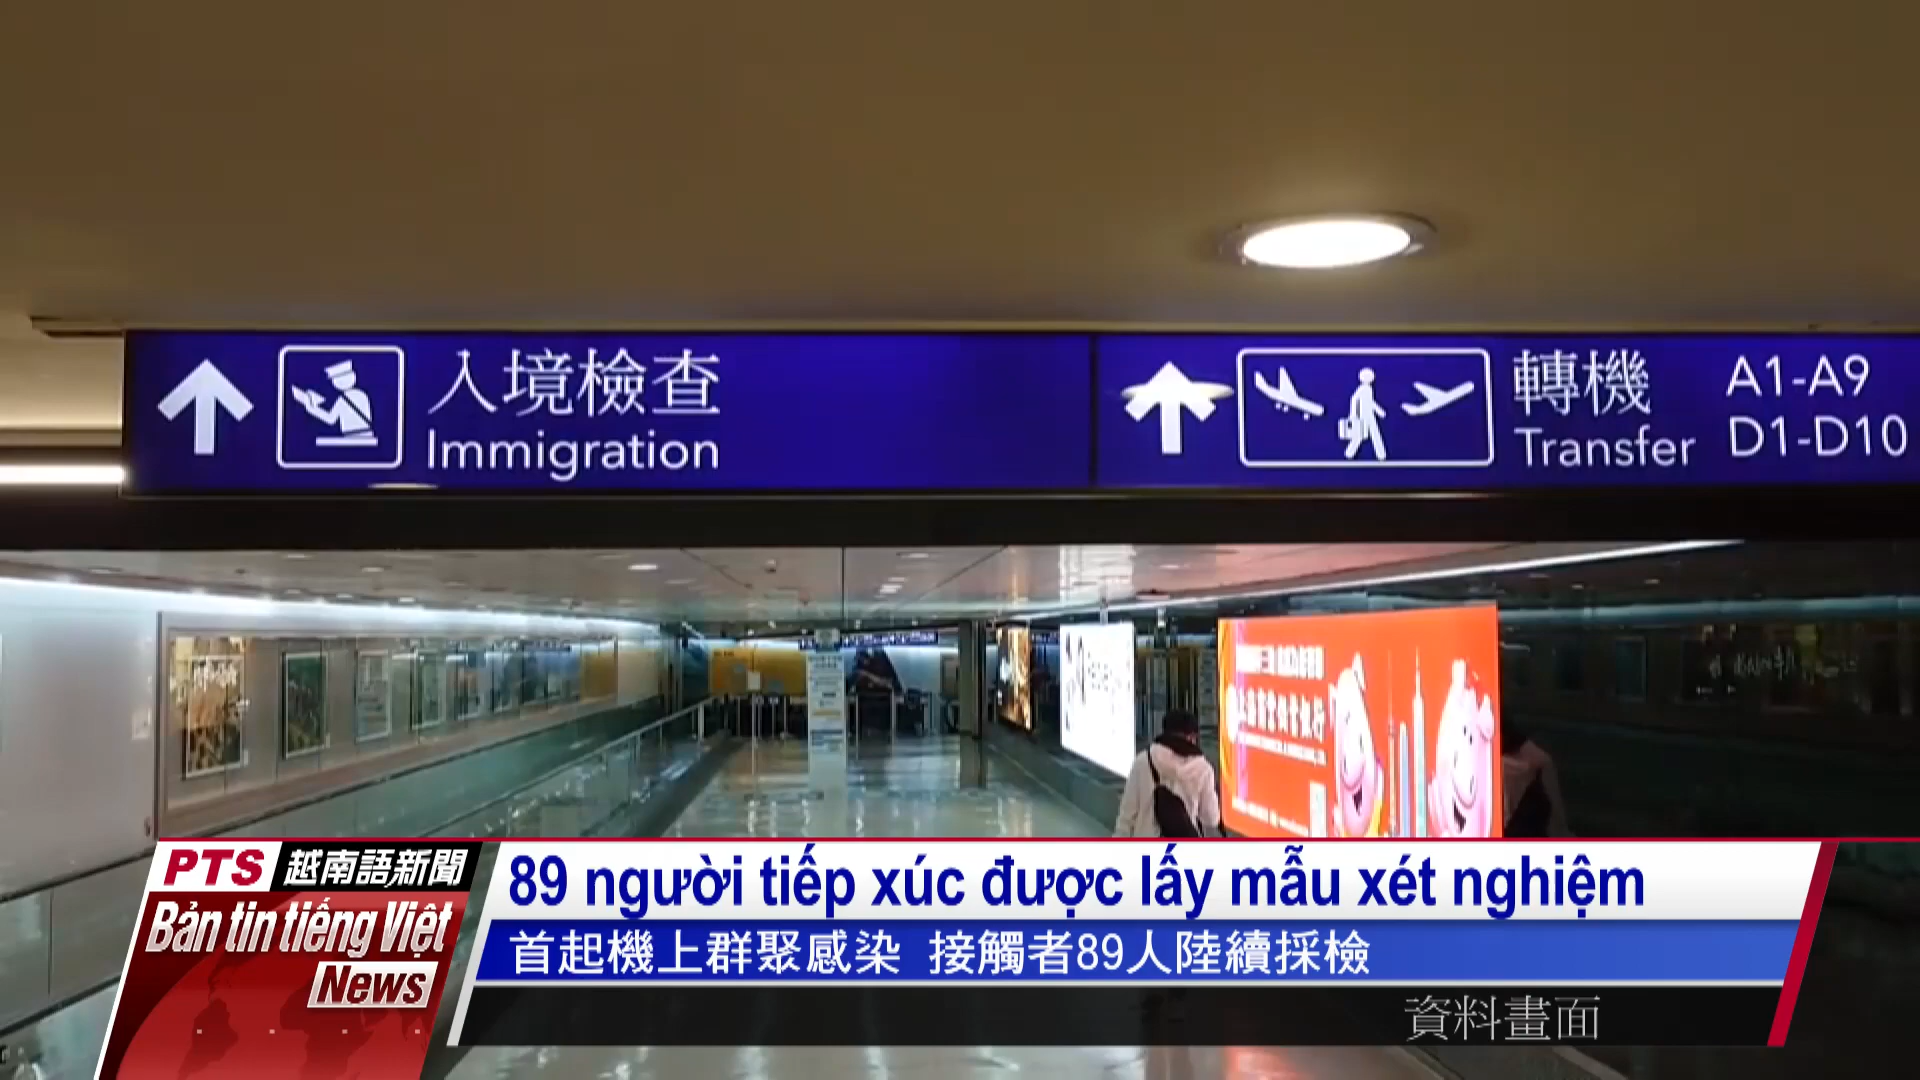 入境檢查
Immigration
轉機
Transfer
A1-A9
D1-D10
PTS 越南語新聞
Bản tin tiếng Việt
News
89 người tiếp xúc được lấy mẫu xét nghiệm
首起機上群聚感染 接觸者89人陸續採檢
資料畫面